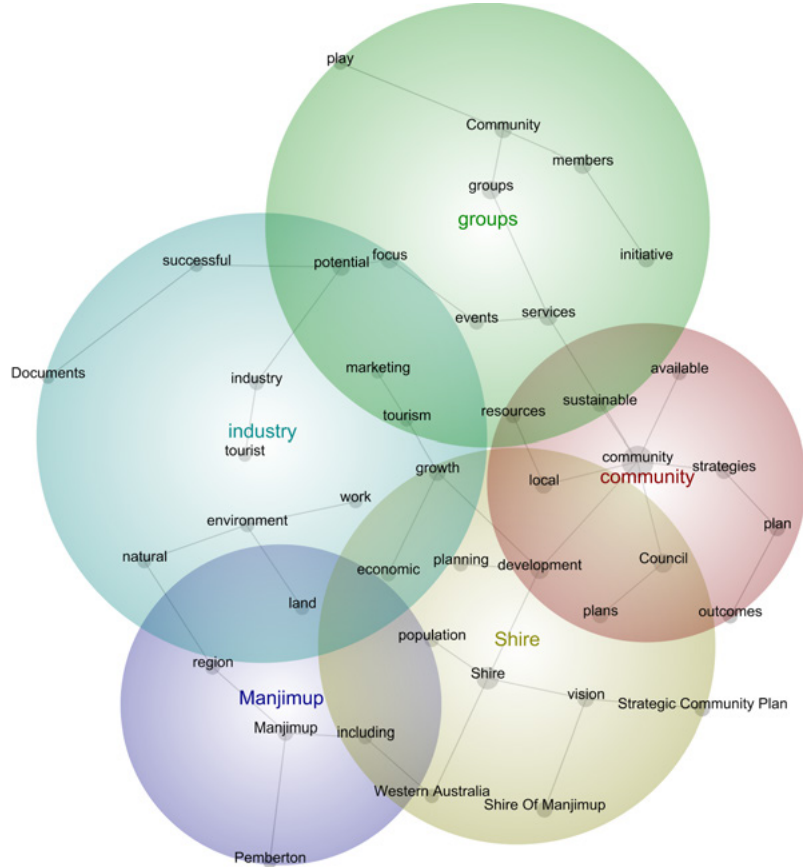 play
Community
members
groups
groups
focus
successful
potential
initiative
events
services
Documents
marketing
available
industry
sustainable
resources
tourism
industry
tourist
community
growth
strategies
community
local
work
environment
plan
natural
planning
development
Council
economic
land
plans
outcomes
population
Shire
region
Shire
Manjimup
vision
Strategic Community Plan
Manjimup
including
Western Australia
Shire Of Manjimup
Pemberton